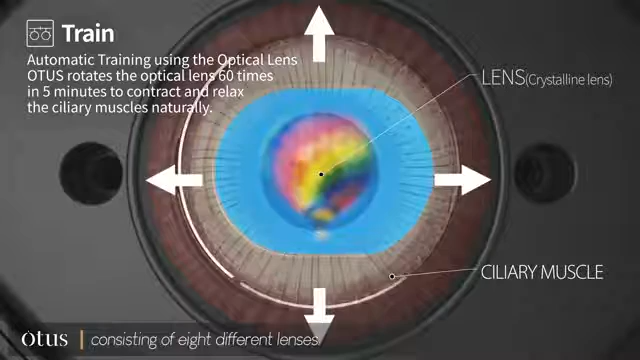 Train
Automatic Training using the Optical Lens
OTUS rotates the optical lens 60 times
in 5 minutes to contract and relax
the ciliary muscles naturally.
LENS(Crystalline lens)
CILIARY MUSCLE
otus | consisting of eight different lenses